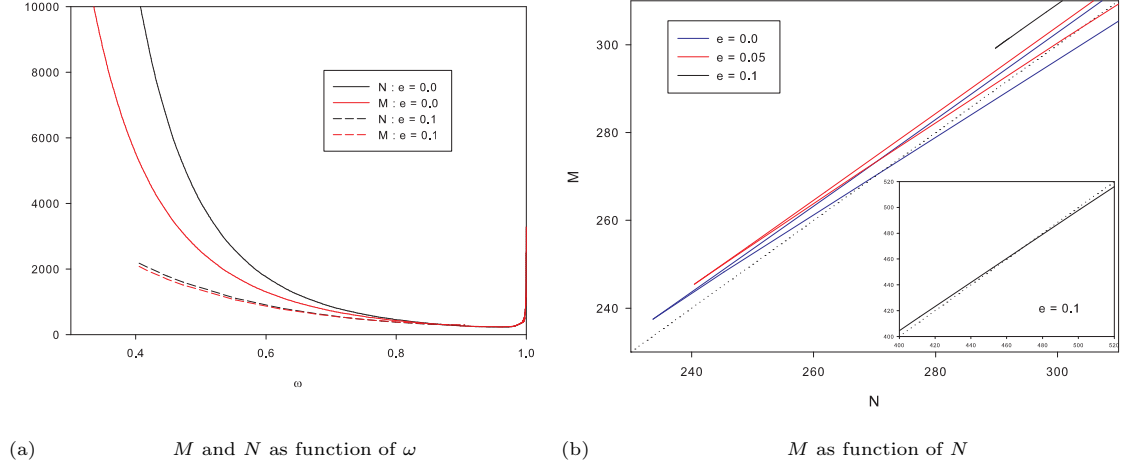 10000
8000
6000
4000
2000
0
0.4
0.6
0.8
1.0
ω
N : e = 0.0
M : e = 0.0
N : e = 0.1
M : e = 0.1
(a) M and N as function of ω
300
280
260
240
M
240
260
280
300
N
e = 0.0
e = 0.05
e = 0.1
520
500
480
460
440
420
400
400
420
440
460
480
500
520
e = 0.1
(b) M as function of N